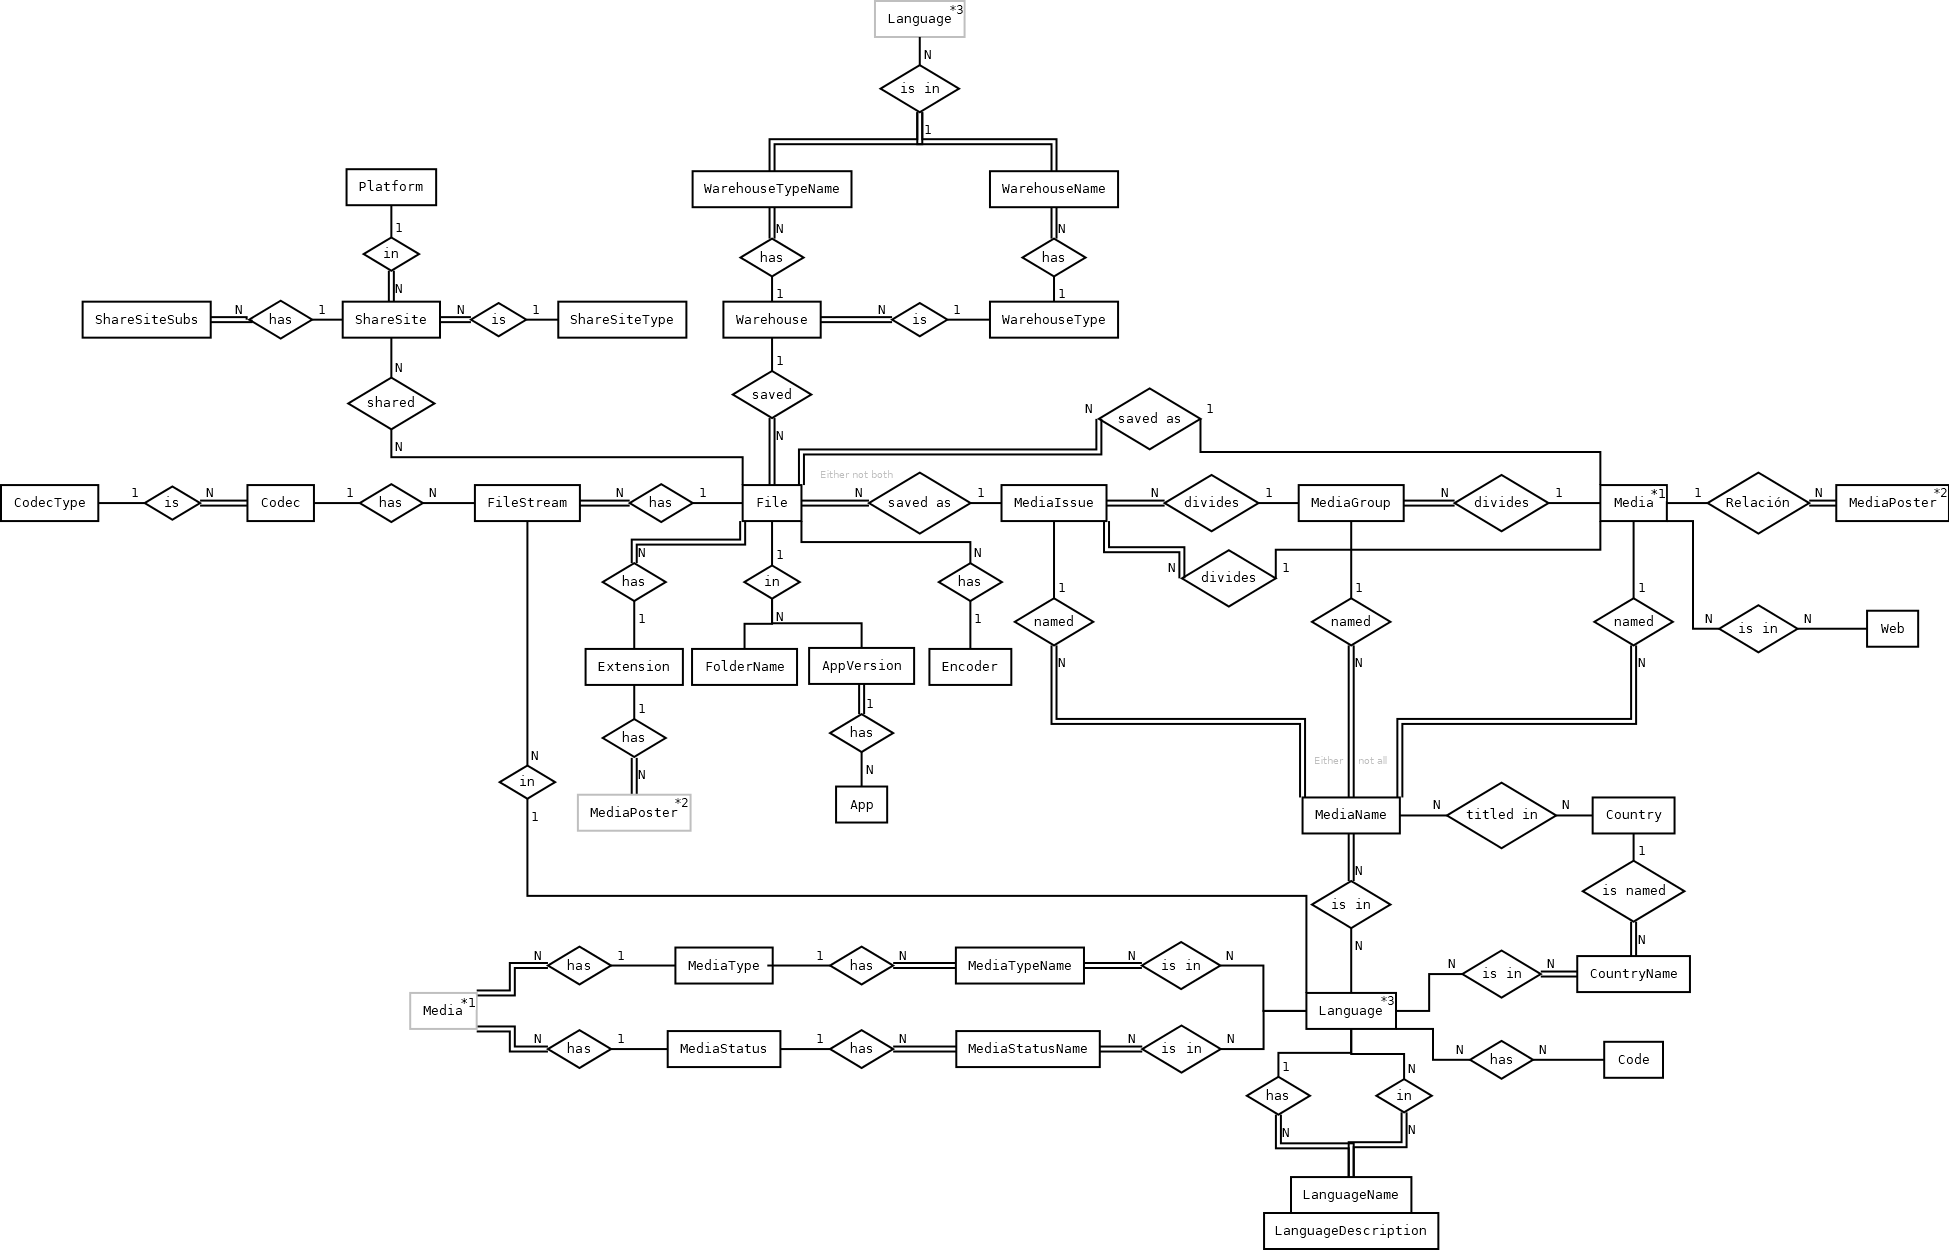 Language*3
N
is in
1
Platform
WarehouseTypeName
WarehouseName
1
N
N
in
has
has
N
1
1
ShareSiteSubs
N
has
1
ShareSite
N
is
1
ShareSiteType
Warehouse
N
is
1
WarehouseType
N
1
shared
saved
N
N
N
saved as
1
Either not both
CodecType
1
is
N
Codec
1
has
N
FileStream
N
has
1
File
N
saved as
1
MediaIssue
N
divides
1
MediaGroup
N
divides
1
Media*1
1
Relación
N
MediaPoster*2
N
1
N
N
divides
1
has
in
has
1
N
1
1
1
1
named
named
named
N
is in
N
Web
Extension
FolderName
AppVersion
Encoder
N
N
N
1
1
has
has
N
N
N
Either
not all
in
MediaPoster*2
App
1
MediaName
N
titled in
N
Country
N
1
is in
is named
N
N
N
has
1
MediaType
1
has
N
MediaTypeName
N
is in
N
N
is in
N
CountryName
Media*1
Language*3
N
has
1
MediaStatus
1
has
N
MediaStatusName
N
is in
N
N
has
N
Code
1
N
has
in
N
N
LanguageName
LanguageDescription